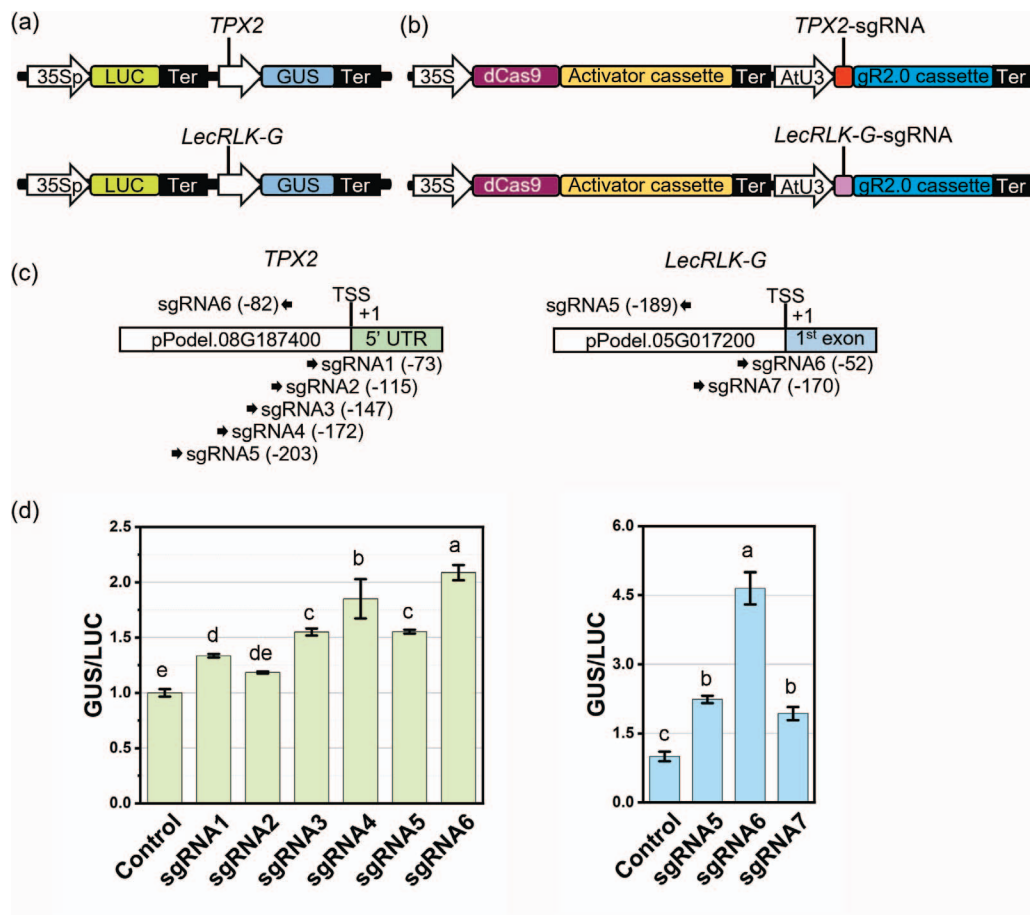 (a)
TPX2
35Sp LUC Ter GUS Ter
LecRLK-G
35Sp LUC Ter GUS Ter
(b)
TPX2-sgRNA
35S dCas9 Activator cassette Ter AtU3 gR2.0 cassette Ter
LecRLK-G-sgRNA
35S dCas9 Activator cassette Ter AtU3 gR2.0 cassette Ter
(c)
TPX2
sgRNA6 (-82)
TSS
+1
pPodel.08G187400 5' UTR
sgRNA1 (-73)
sgRNA2 (-115)
sgRNA3 (-147)
sgRNA4 (-172)
sgRNA5 (-203)
LecRLK-G
sgRNA5 (-189)
TSS
+1
pPodel.05G017200 1st exon
sgRNA6 (-52)
sgRNA7 (-170)
(d)
GUS/LUC
2.5
2.0
1.5
1.0
0.5
0.0
e
d
de
c
b
c
a
Control
sgRNA1
sgRNA2
sgRNA3
sgRNA4
sgRNA5
sgRNA6
GUS/LUC
6.0
4.5
3.0
1.5
0.0
c
b
a
b
Control
sgRNA5
sgRNA6
sgRNA7